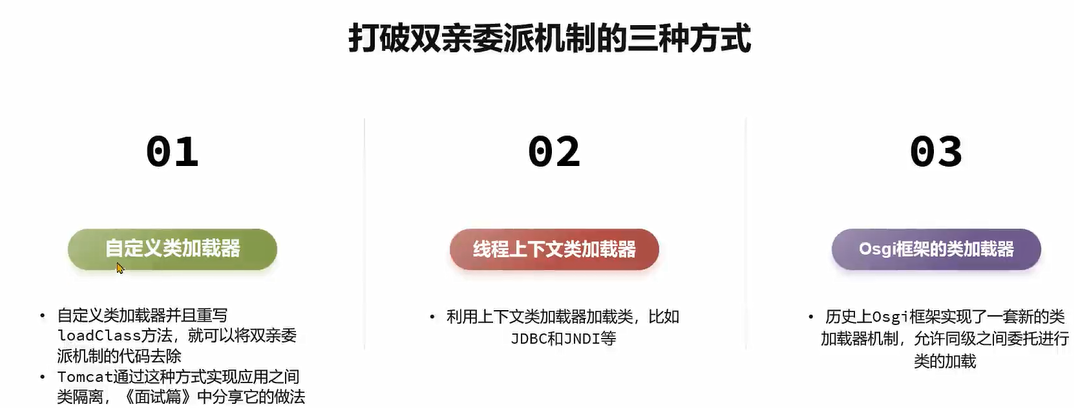 打破双亲委派机制的三种方式
01
自定义类加载器
• 自定义类加载器并且重写
loadClass方法，就可以将双亲委
派机制的代码去除
• Tomcat通过这种方式实现应用之间
类隔离，《面试篇》中分享它的做法
02
线程上下文类加载器
• 利用上下文类加载器加载类，比如
JDBC和JNDI等
03
Osgi框架的类加载器
• 历史上Osgi框架实现了一套新的类
加载器机制，允许同级之间委托进行
类的加载